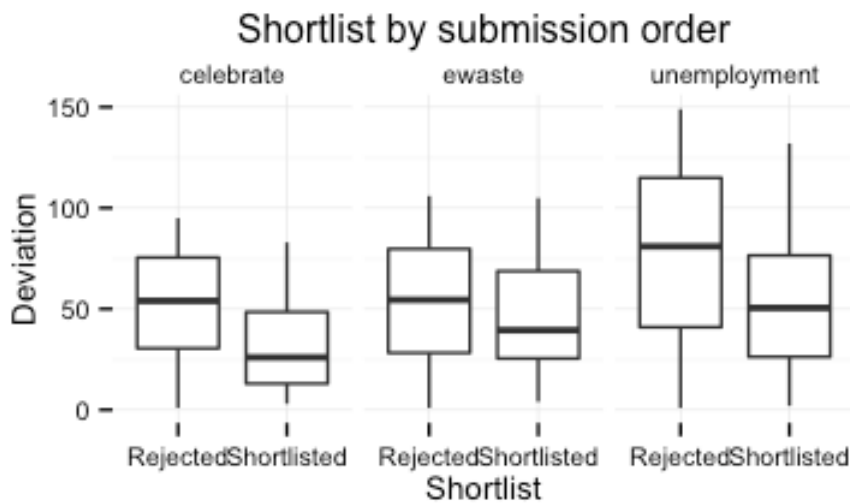 Shortlist by submission order
celebrate ewaste unemployment
150
100
50
0
Deviation
Rejected Shortlisted Rejected Shortlisted Rejected Shortlisted
Shortlist